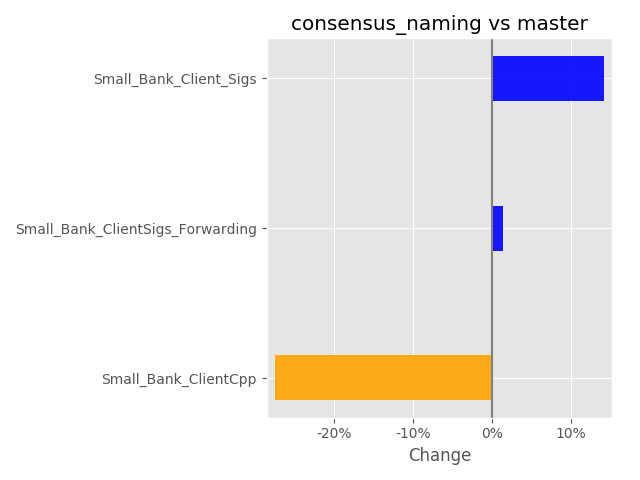 consensus_naming vs master
Small_Bank_Client_Sigs
Small_Bank_ClientSigs_Forwarding
Small_Bank_ClientCpp
-20%
-10%
0%
10%
Change